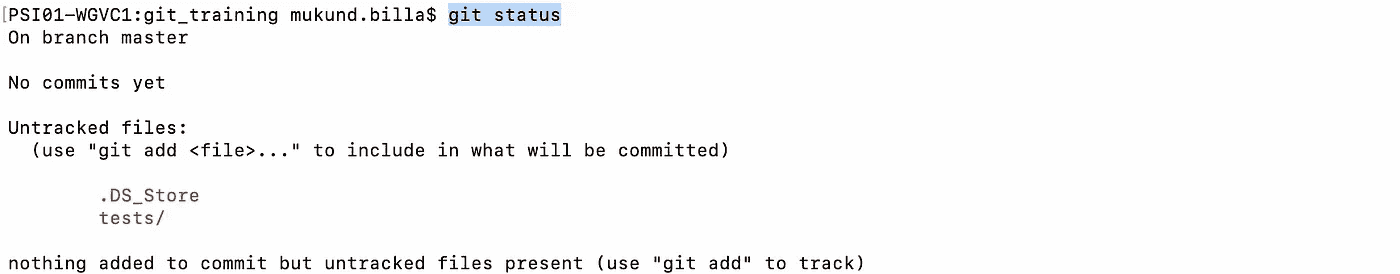 [PSI01-WGVC1:git_training mukund.billa$ git status
On branch master
No commits yet
Untracked files:
(use "git add <file>..." to include in what will be committed)
.DS_Store
tests/
nothing added to commit but untracked files present (use "git add" to track)